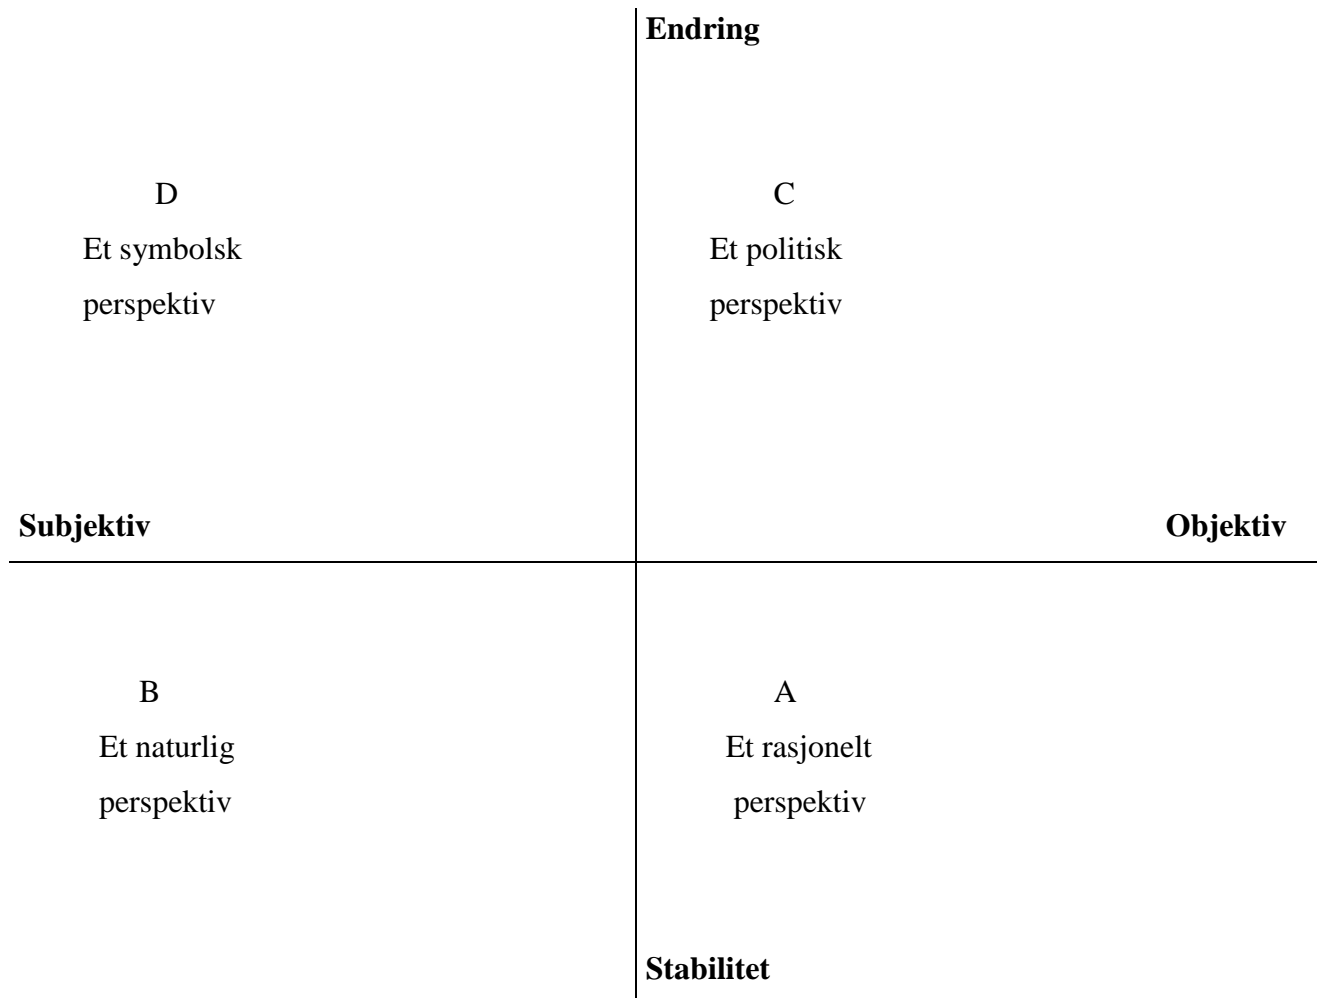 Endring
D
Et symbolsk
perspektiv
C
Et politisk
perspektiv
Subjektiv
Objektiv
B
Et naturlig
perspektiv
A
Et rasjonelt
perspektiv
Stabilitet